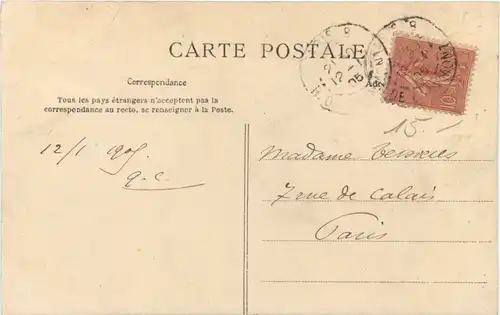 CARTE POSTALE
Correspondance
Tous les pays étrangers n'acceptent pas la
correspondance au recto, se renseigner à la Poste.
12/1 905
15.-
Madame
7 rue de Calais
Paris